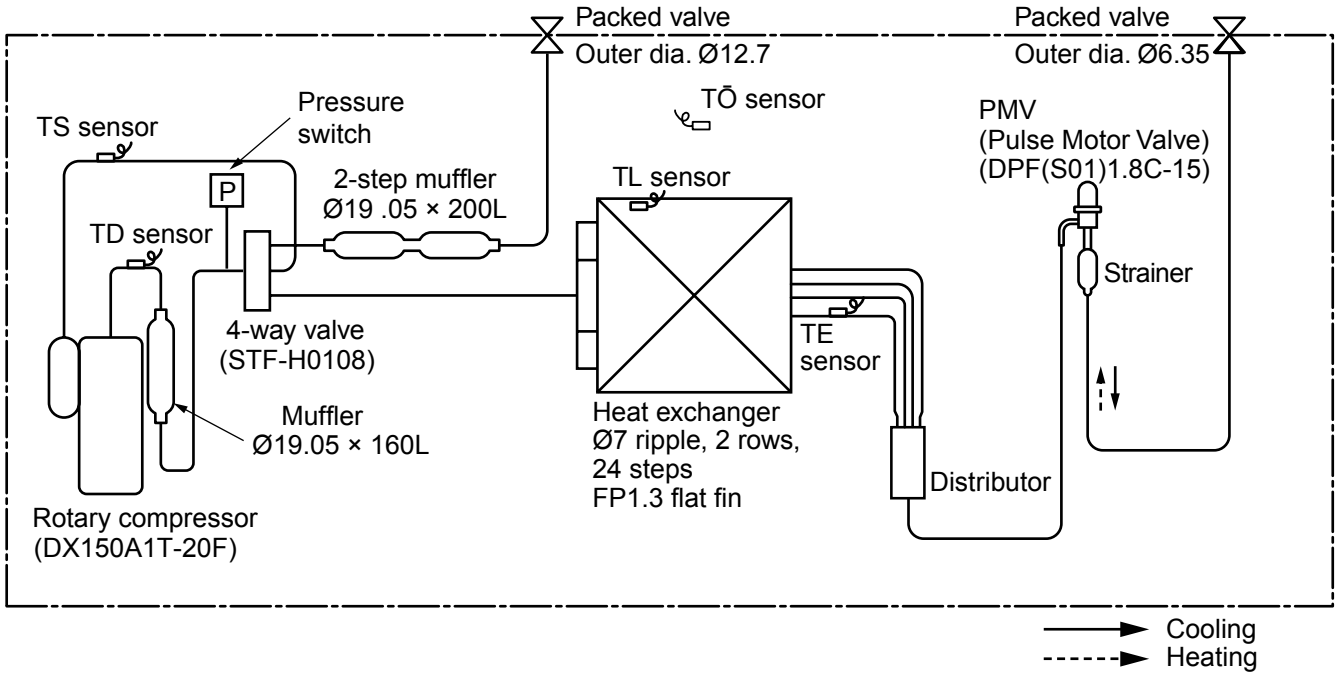 Packed valve
Outer dia. Ø12.7
Packed valve
Outer dia. Ø6.35
TŌ sensor
PMV
(Pulse Motor Valve)
(DPF(S01)1.8C-15)
Pressure
switch
TS sensor
P
2-step muffler
Ø19 .05 × 200L
TL sensor
TD sensor
Strainer
4-way valve
(STF-H0108)
TE
sensor
Muffler
Ø19.05 × 160L
Heat exchanger
Ø7 ripple, 2 rows,
24 steps
FP1.3 flat fin
Distributor
Rotary compressor
(DX150A1T-20F)
Cooling
Heating